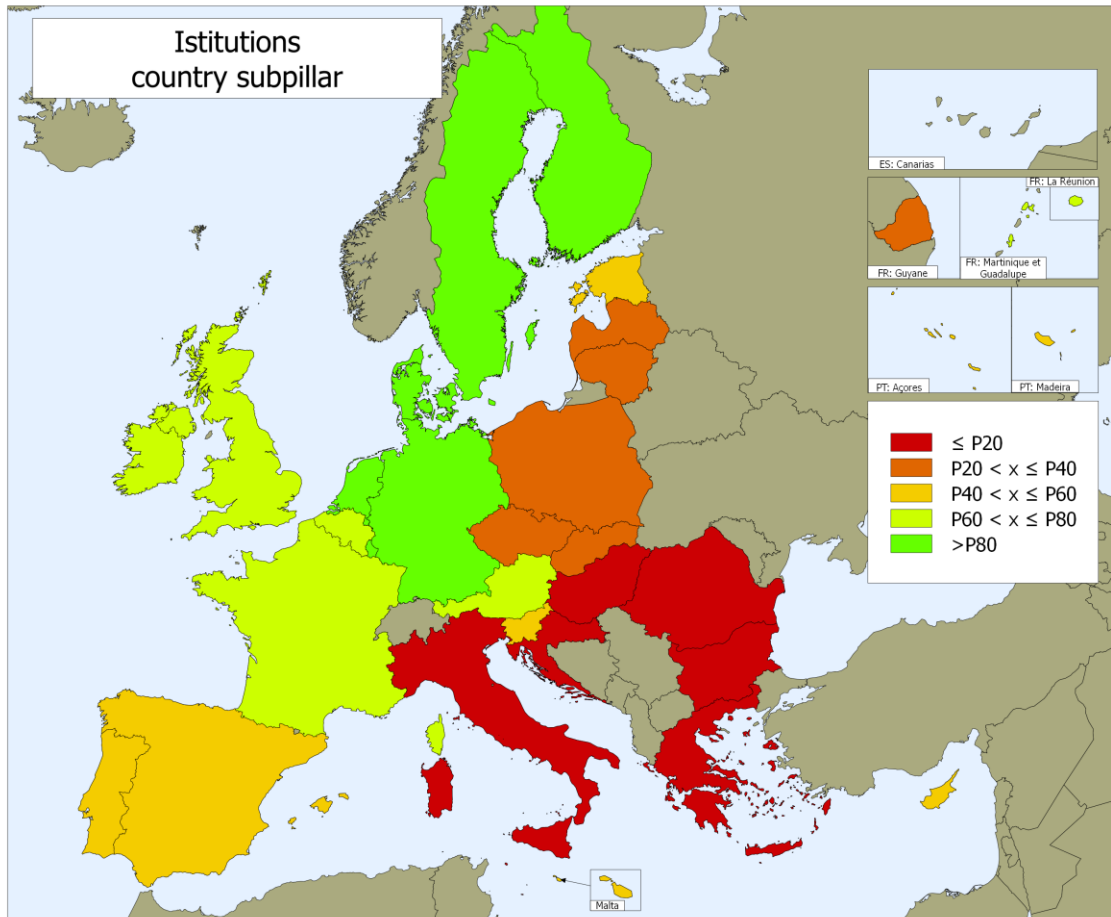 Istitutions
country subpillar
ES: Canarias
FR: La Réunion
FR: Guyane
FR: Martinique et
Guadalupe
PT: Açores
PT: Madeira
≤ P20
P20 < x ≤ P40
P40 < x ≤ P60
P60 < x ≤ P80
>P80
Malta